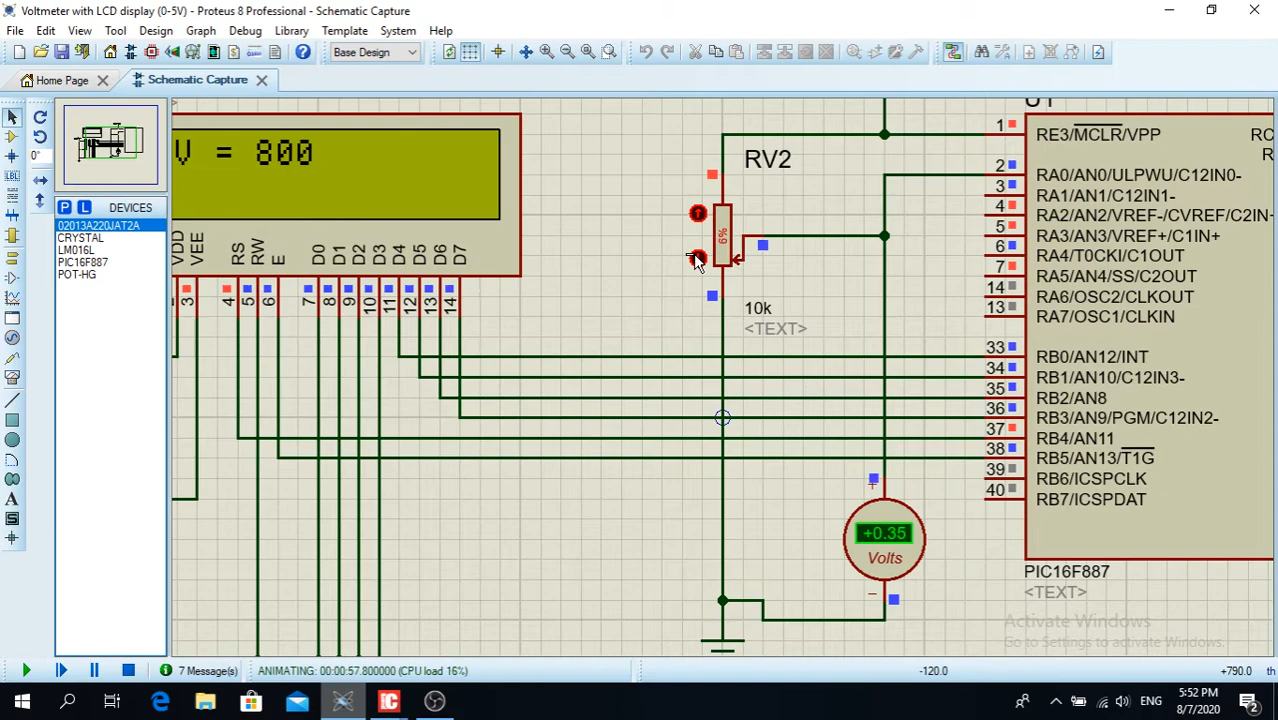 Voltmeter with LCD display (0-5V) - Proteus 8 Professional - Schematic Capture
File Edit View Tool Design Graph Debug Library Template System Help
Base Design
Home Page
Schematic Capture
0°
P L DEVICES
02013A220JAT2A
CRYSTAL
LM016L
PIC16F887
POT-HG
V = 800
VDD VEE RS RW E D0 D1 D2 D3 D4 D5 D6 D7
3 4 5 6 7 8 9 10 11 12 13 14
RV2
6%
10k
<TEXT>
U1
1 RE3/MCLR/VPP
2 RA0/AN0/ULPWU/C12IN0-
3 RA1/AN1/C12IN1-
4 RA2/AN2/VREF-/CVREF/C2IN
5 RA3/AN3/VREF+/C1IN+
6 RA4/T0CKI/C1OUT
7 RA5/AN4/SS/C2OUT
14 RA6/OSC2/CLKOUT
13 RA7/OSC1/CLKIN
33 RB0/AN12/INT
34 RB1/AN10/C12IN3-
35 RB2/AN8
36 RB3/AN9/PGM/C12IN2-
37 RB4/AN11
38 RB5/AN13/T1G
39 RB6/ICSPCLK
40 RB7/ICSPDAT
RC
R
+
+0.35
Volts
−
PIC16F887
<TEXT>
Activate Windows
Go to Settings to activate Windows.
7 Message(s)
ANIMATING: 00:00:57.800000 (CPU load 16%)
-120.0
+790.0
th
ENG
5:52 PM
8/7/2020
2